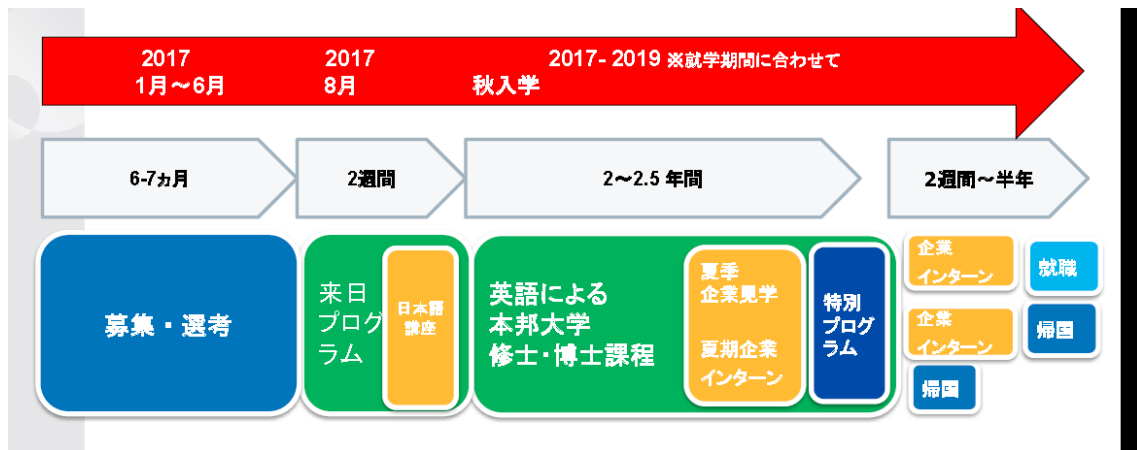 2017
1月～6月
2017
8月
2017- 2019 ※就学期間に合わせて
秋入学
6-7ヵ月
2週間
2～2.5 年間
2週間～半年
募集・選考
来日
プログ
ラム
日本語
講座
英語による
本邦大学
修士・博士課程
夏季
企業見学
夏期企業
インターン
特別
プログ
ラム
企業
インターン
就職
企業
インターン
帰国
帰国